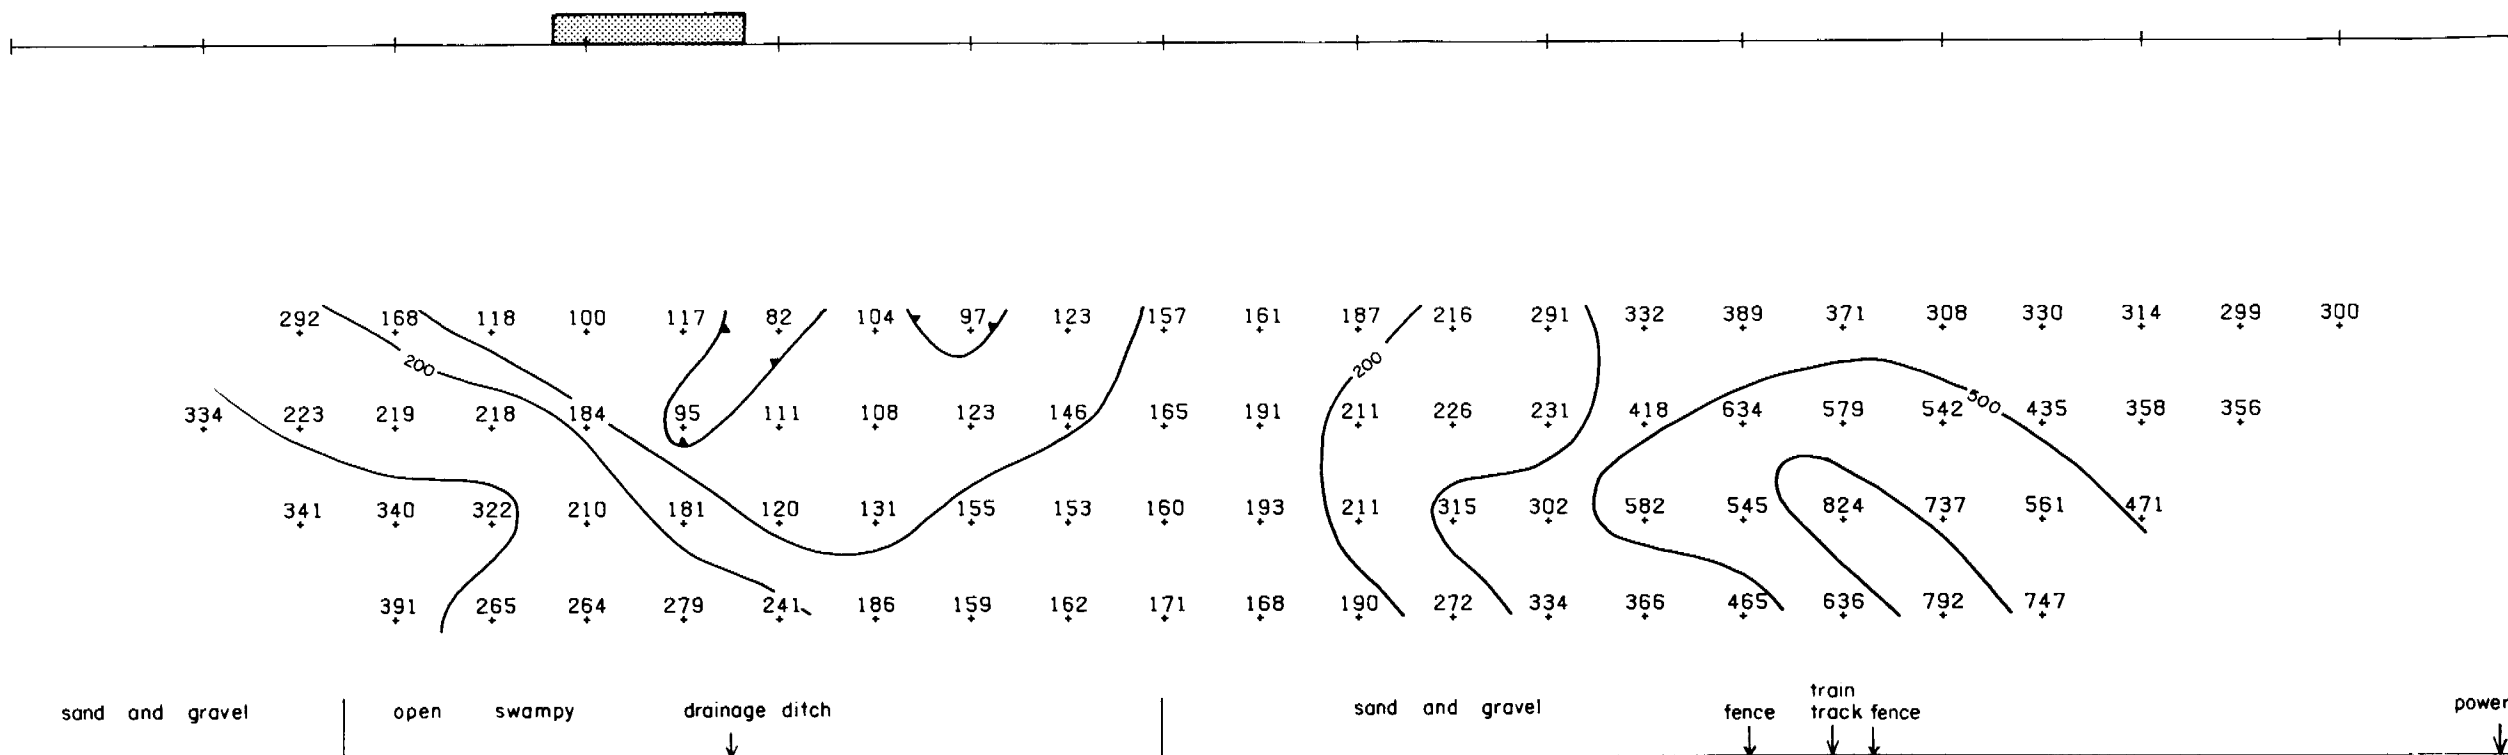 292 168 118 100 117 82 104 97 123 157 161 187 216 291 332 389 371 308 330 314 299 300
200 200
334 223 219 218 184 95 111 108 123 146 165 191 211 226 231 418 634 579 542 500 435 358 356
341 340 322 210 181 120 131 155 153 160 193 211 315 302 582 545 824 737 561 471
391 265 264 279 241 186 159 162 171 168 190 272 334 366 465 636 792 747
sand and gravel open swampy drainage ditch sand and gravel fence train track fence power